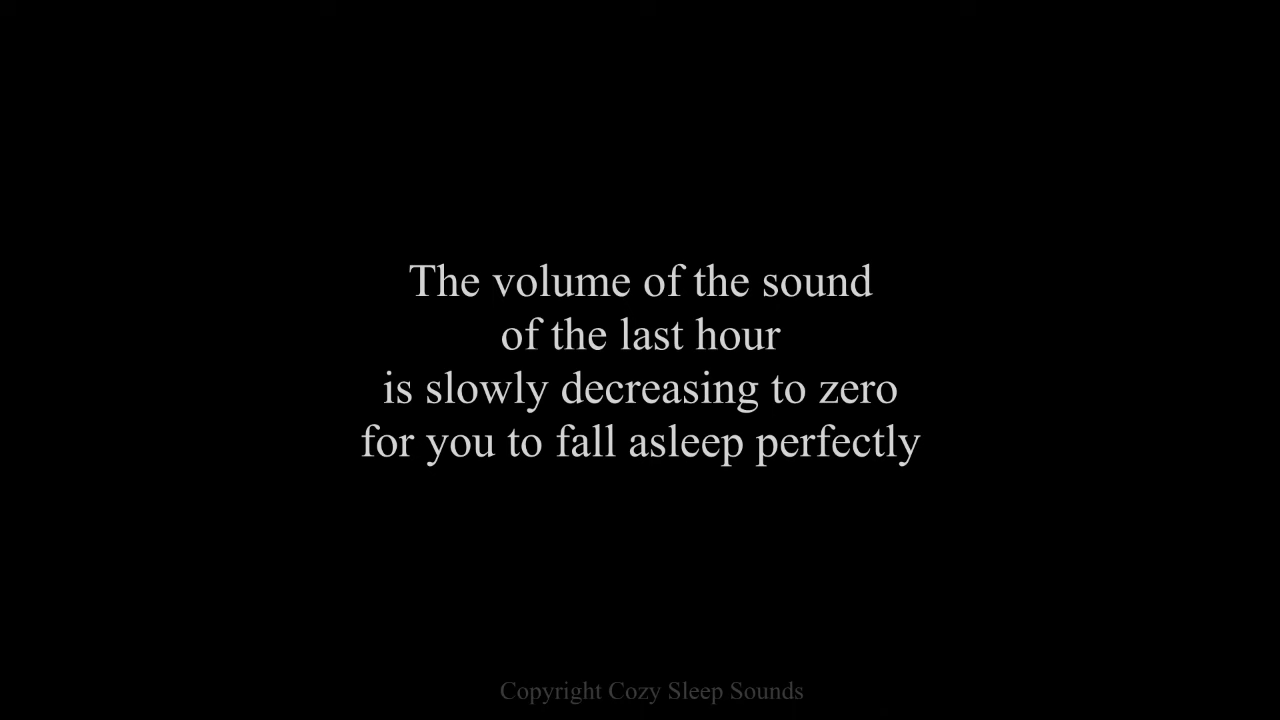 The volume of the sound
of the last hour
is slowly decreasing to zero
for you to fall asleep perfectly
Copyright Cozy Sleep Sounds